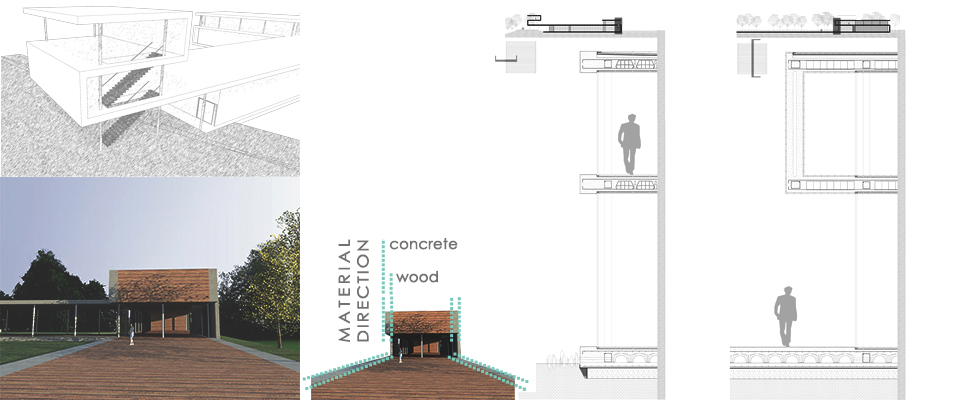 MATERIAL
DIRECTION
concrete
wood